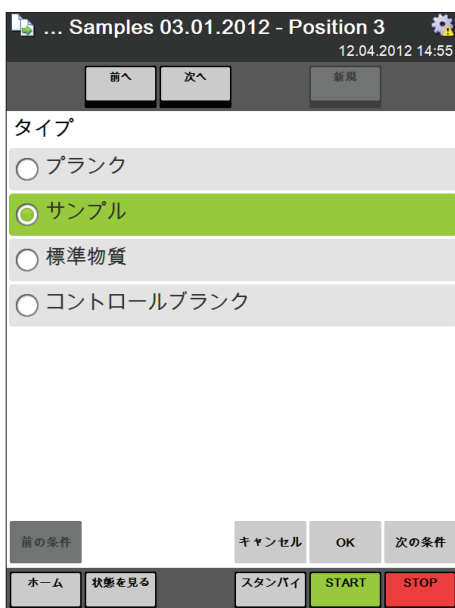 ... Samples 03.01.2012 - Position 3
12.04.2012 14:55
前へ 次へ 新規
タイプ
プランク
サンプル
標準物質
コントロールブランク
前の条件 キャンセル OK 次の条件
ホーム 状態を見る スタンバイ START STOP